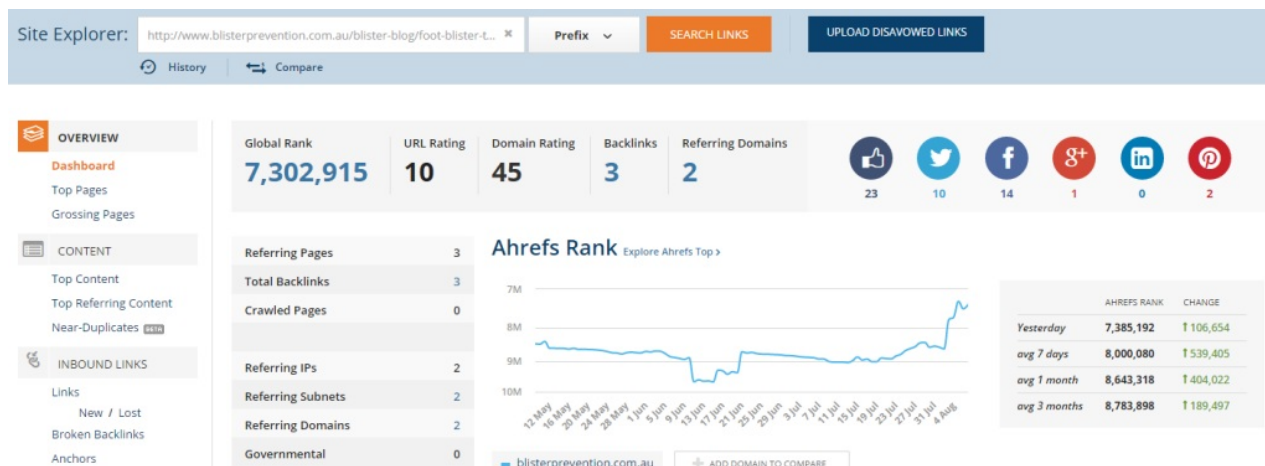 Site Explorer: http://www.blisterprevention.com.au/blister-blog/foot-blister-t... × Prefix SEARCH LINKS UPLOAD DISAVOWED LINKS
History Compare
OVERVIEW
Dashboard
Top Pages
Grossing Pages
CONTENT
Top Content
Top Referring Content
Near-Duplicates BETA
INBOUND LINKS
Links
New / Lost
Broken Backlinks
Anchors
Global Rank URL Rating Domain Rating Backlinks Referring Domains
7,302,915 10 45 3 2
23 10 14 1 0 2
Referring Pages 3
Total Backlinks 3
Crawled Pages 0
Referring IPs 2
Referring Subnets 2
Referring Domains 2
Governmental 0
Ahrefs Rank Explore Ahrefs Top ›
7M
8M
9M
10M
12 May 16 May 20 May 24 May 28 May 1 Jun 5 Jun 9 Jun 13 Jun 17 Jun 21 Jun 25 Jun 29 Jun 3 Jul 7 Jul 11 Jul 15 Jul 19 Jul 23 Jul 27 Jul 31 Jul 4 Aug
blisterprevention.com.au ADD DOMAIN TO COMPARE
AHREFS RANK CHANGE
Yesterday 7,385,192 ↑106,654
avg 7 days 8,000,080 ↑539,405
avg 1 month 8,643,318 ↑404,022
avg 3 months 8,783,898 ↑189,497